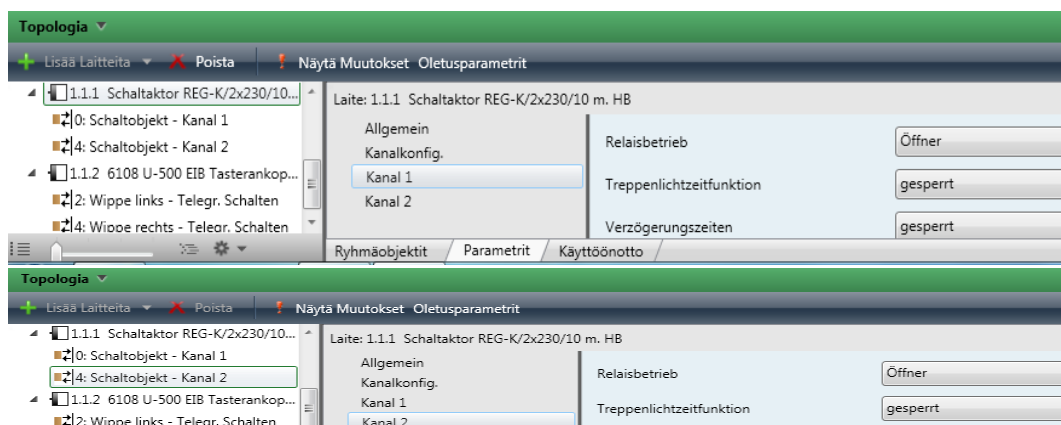 Topologia
Lisää Laitteita Poista Näytä Muutokset Oletusparametrit
1.1.1 Schaltaktor REG-K/2x230/10...
0: Schaltobjekt - Kanal 1
4: Schaltobjekt - Kanal 2
1.1.2 6108 U-500 EIB Tasterankop...
2: Wippe links - Telegr. Schalten
4: Wippe rechts - Telegr. Schalten
Laite: 1.1.1 Schaltaktor REG-K/2x230/10 m. HB
Allgemein
Kanalkonfig.
Kanal 1
Kanal 2
Relaisbetrieb Öffner
Treppenlichtzeitfunktion gesperrt
Verzögerungszeiten gesperrt
Ryhmäobjektit Parametrit Käyttöönotto
Topologia
Lisää Laitteita Poista Näytä Muutokset Oletusparametrit
1.1.1 Schaltaktor REG-K/2x230/10...
0: Schaltobjekt - Kanal 1
4: Schaltobjekt - Kanal 2
1.1.2 6108 U-500 EIB Tasterankop...
2: Wippe links - Telegr. Schalten
Laite: 1.1.1 Schaltaktor REG-K/2x230/10 m. HB
Allgemein
Kanalkonfig.
Kanal 1
Kanal 2
Relaisbetrieb Öffner
Treppenlichtzeitfunktion gesperrt